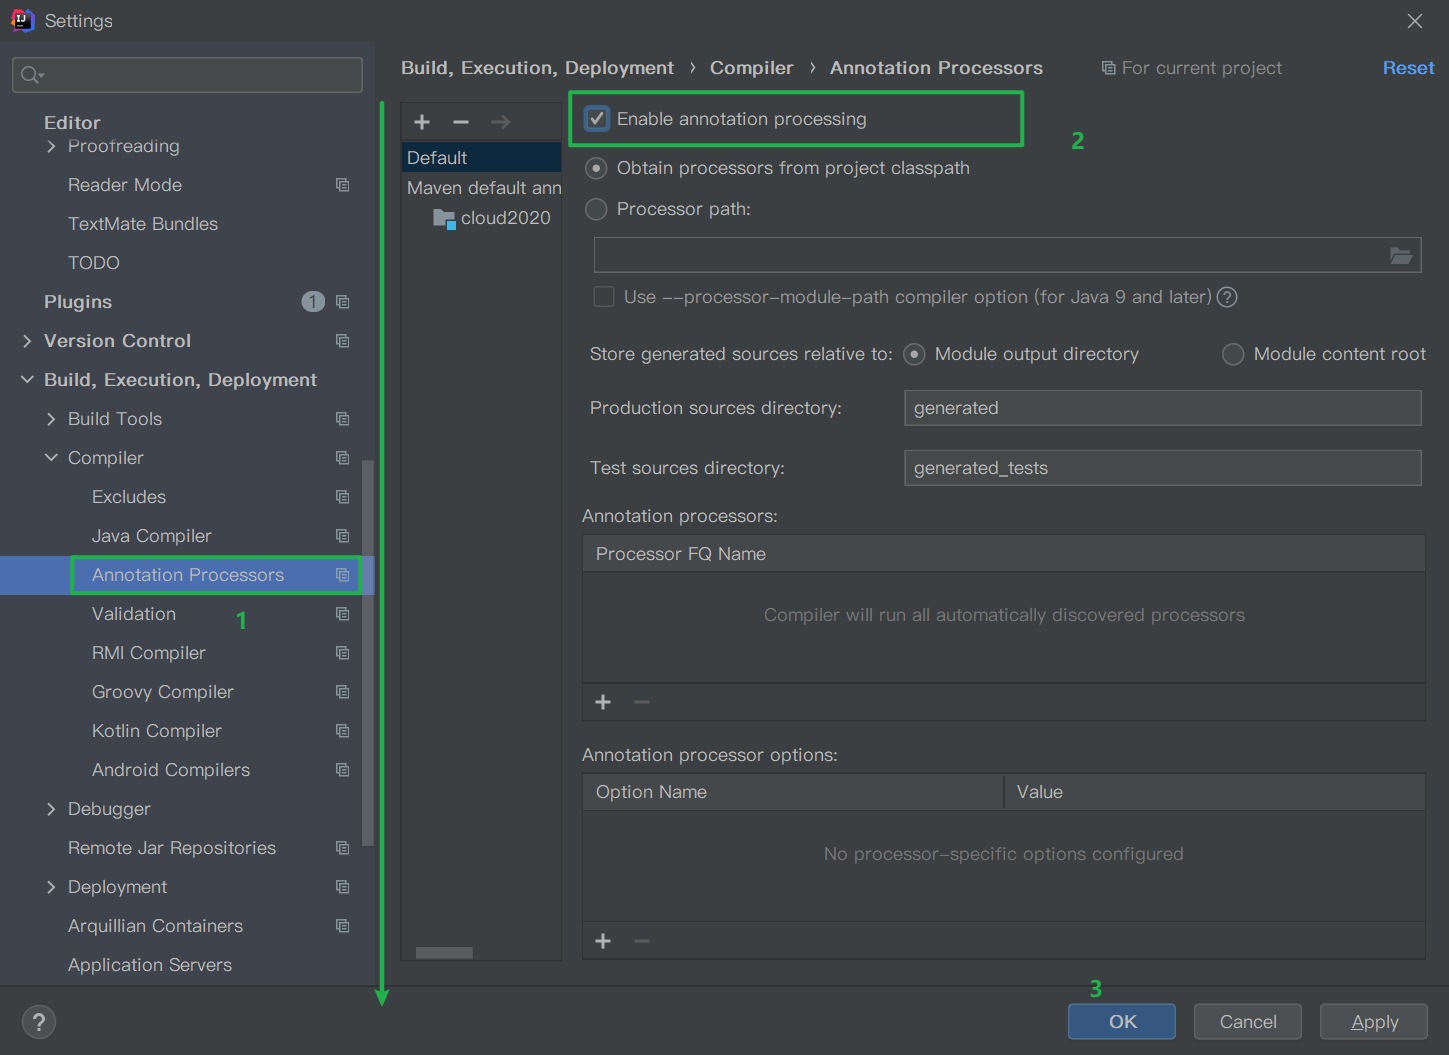 Settings
Editor
Proofreading
Reader Mode
TextMate Bundles
TODO
Plugins 1
Version Control
Build, Execution, Deployment
Build Tools
Compiler
Excludes
Java Compiler
Annotation Processors
Validation
1
RMI Compiler
Groovy Compiler
Kotlin Compiler
Android Compilers
Debugger
Remote Jar Repositories
Deployment
Arquillian Containers
Application Servers
Build, Execution, Deployment › Compiler › Annotation Processors
For current project
Reset
Default
Maven default ann
cloud2020
Enable annotation processing
2
Obtain processors from project classpath
Processor path:
Use --processor-module-path compiler option (for Java 9 and later) ?
Store generated sources relative to: Module output directory Module content root
Production sources directory: generated
Test sources directory: generated_tests
Annotation processors:
Processor FQ Name
Compiler will run all automatically discovered processors
Annotation processor options:
Option Name Value
No processor-specific options configured
3
? OK Cancel Apply